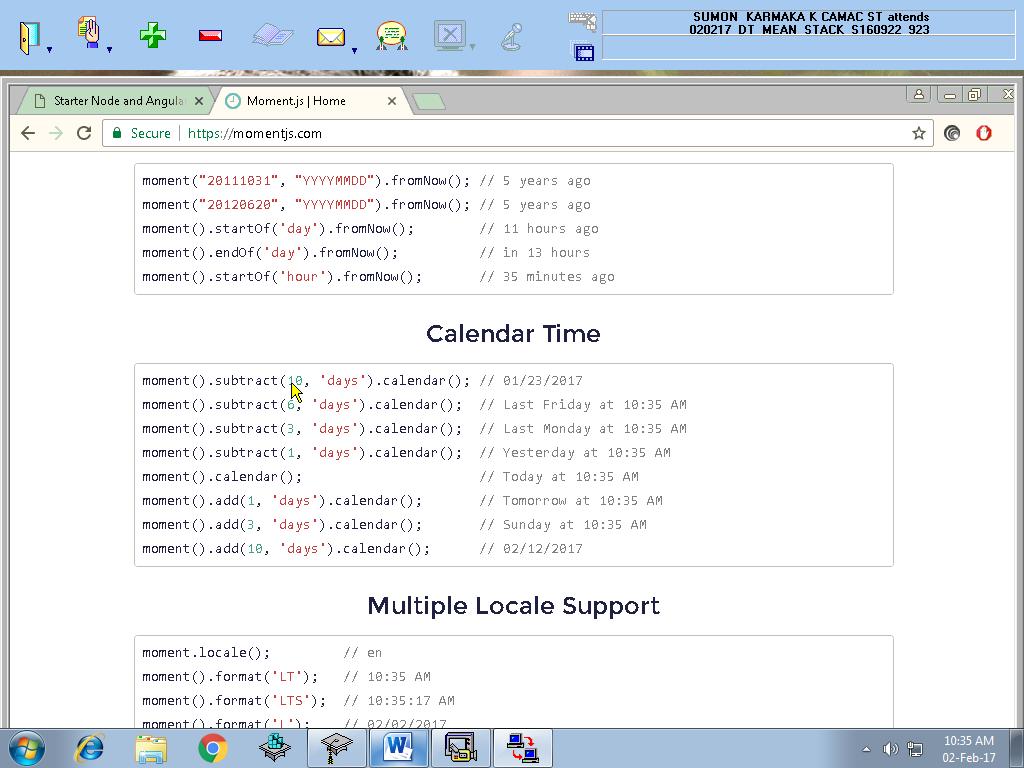 SUMON KARMAKA K CAMAC ST attends
020217 DT MEAN STACK S160922 923
Starter Node and Angula
Moment.js | Home
Secure
https://momentjs.com
moment("20111031", "YYYYMMDD").fromNow(); // 5 years ago
moment("20120620", "YYYYMMDD").fromNow(); // 5 years ago
moment().startOf('day').fromNow(); // 11 hours ago
moment().endOf('day').fromNow(); // in 13 hours
moment().startOf('hour').fromNow(); // 35 minutes ago
Calendar Time
moment().subtract(10, 'days').calendar(); // 01/23/2017
moment().subtract(6, 'days').calendar(); // Last Friday at 10:35 AM
moment().subtract(3, 'days').calendar(); // Last Monday at 10:35 AM
moment().subtract(1, 'days').calendar(); // Yesterday at 10:35 AM
moment().calendar(); // Today at 10:35 AM
moment().add(1, 'days').calendar(); // Tomorrow at 10:35 AM
moment().add(3, 'days').calendar(); // Sunday at 10:35 AM
moment().add(10, 'days').calendar(); // 02/12/2017
Multiple Locale Support
moment.locale(); // en
moment().format('LT'); // 10:35 AM
moment().format('LTS'); // 10:35:17 AM
moment().format('L'); // 02/02/2017
10:35 AM
02-Feb-17